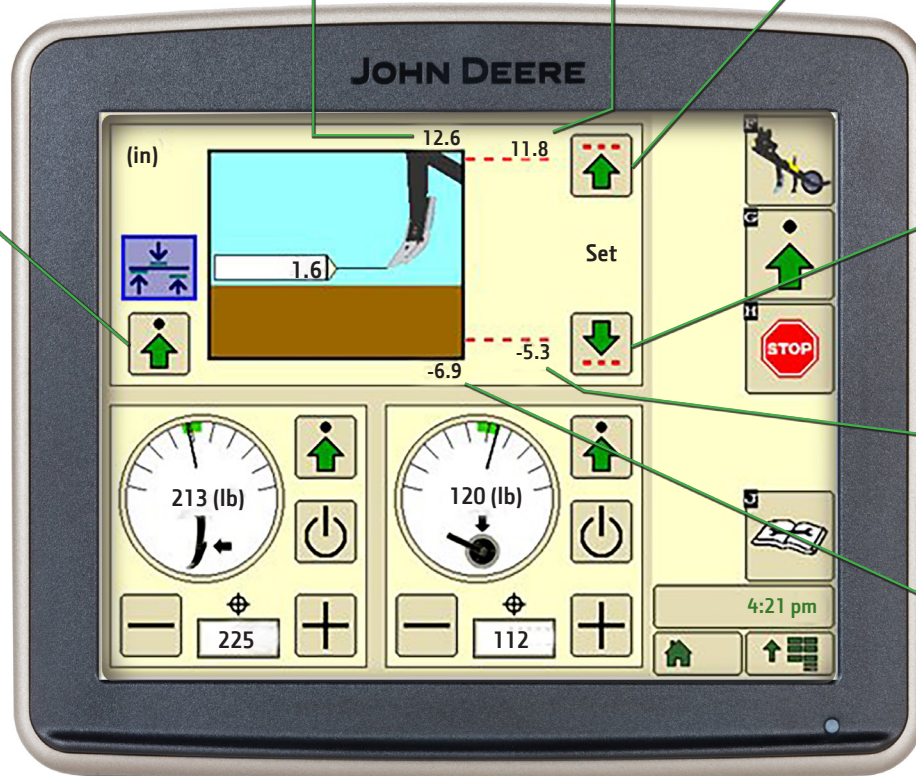 JOHN DEERE
12.6
11.8
(in)
F
G
Set
1.6
H
STOP
-5.3
-6.9
213 (lb)
120 (lb)
J
4:21 pm
225
112